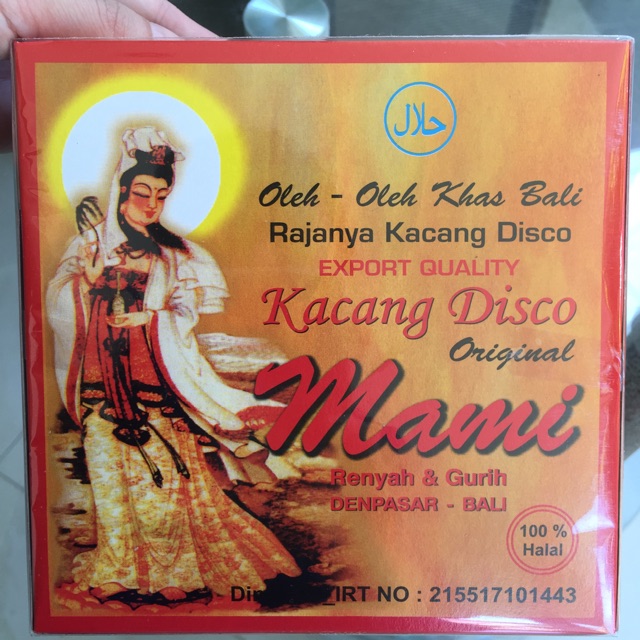 حلال
Oleh - Oleh Khas Bali
Rajanya Kacang Disco
EXPORT QUALITY
Kacang Disco
Original
Mami
Renyah & Gurih
DENPASAR - BALI
100 %
Halal
IRT NO : 215517101443